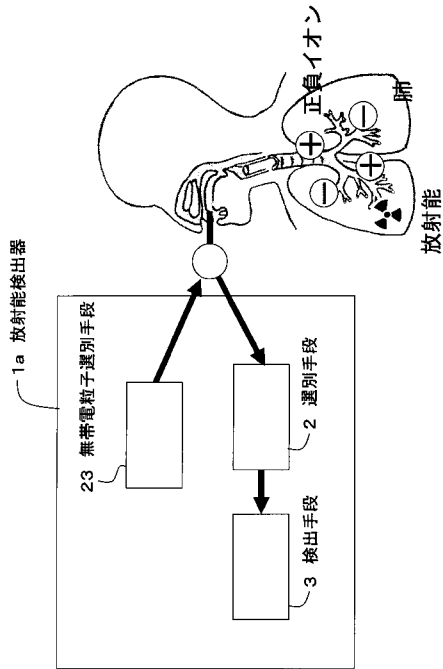 1a 放射能検出器
23 無帯電粒子選別手段
2 選別手段
3 検出手段
正負イオン
肺
放射能
+
−
−
+